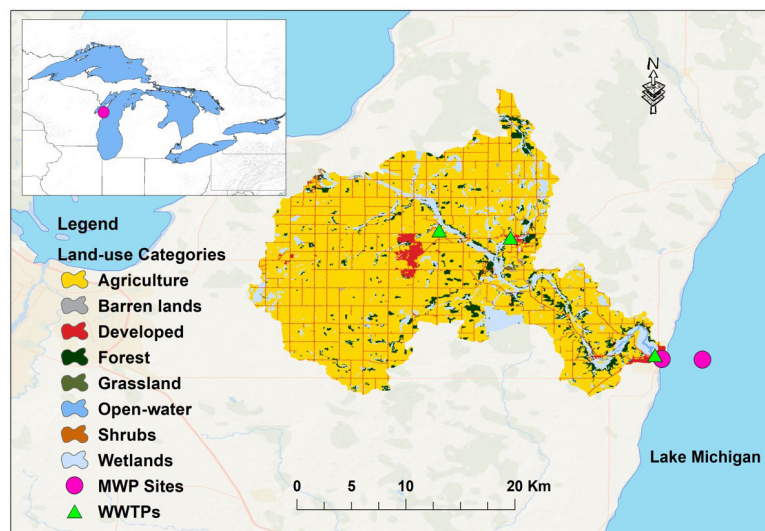 N
Legend
Land-use Categories
Agriculture
Barren lands
Developed
Forest
Grassland
Open-water
Shrubs
Wetlands
MWP Sites
WWTPs
0 10 20 Km
Lake Michigan